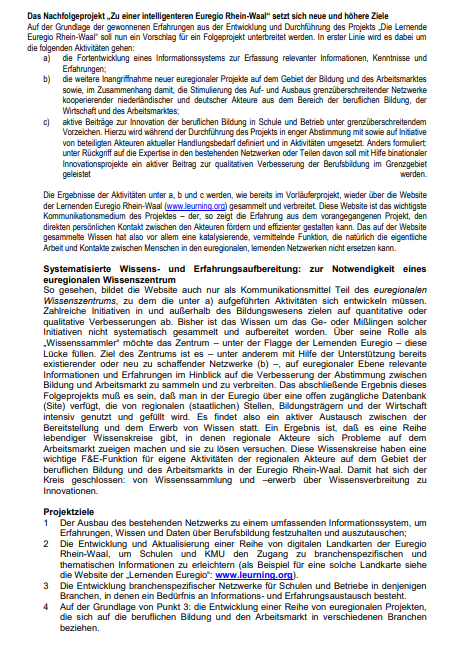 Das Nachfolgeprojekt „Zu einer intelligenteren Euregio Rhein-Waal“ setzt sich neue und höhere Ziele
Auf der Grundlage der gewonnenen Erfahrungen aus der Entwicklung und Durchführung des Projekts „Die Lernende
Euregio Rhein-Waal“ soll nun ein Vorschlag für ein Folgeprojekt unterbreitet werden. In erster Linie wird es dabei um
die folgenden Aktivitäten gehen:
a) die Fortentwicklung eines Informationssystems zur Erfassung relevanter Informationen, Kenntnisse und
Erfahrungen;
b) die weitere Inangriffnahme neuer euregionaler Projekte auf dem Gebiet der Bildung und des Arbeitsmarktes
sowie, im Zusammenhang damit, die Stimulierung des Auf- und Ausbaus grenzüberschreitender Netzwerke
kooperierender niederländischer und deutscher Akteure aus dem Bereich der beruflichen Bildung, der
Wirtschaft und des Arbeitsmarktes;
c) aktive Beiträge zur Innovation der beruflichen Bildung in Schule und Betrieb unter grenzüberschreitendem
Vorzeichen. Hierzu wird während der Durchführung des Projekts in enger Abstimmung mit sowie auf Initiative
von beteiligten Akteuren aktueller Handlungsbedarf definiert und in Aktivitäten umgesetzt. Anders formuliert:
unter Rückgriff auf die Expertise in den bestehenden Netzwerken oder Teilen davon soll mit Hilfe binationaler
Innovationsprojekte ein aktiver Beitrag zur qualitativen Verbesserung der Berufsbildung im Grenzgebiet
geleistet werden.
Die Ergebnisse der Aktivitäten unter a, b und c werden, wie bereits im Vorläuferprojekt, wieder über die Website
der Lernenden Euregio Rhein-Waal (www.leurning.org) gesammelt und verbreitet. Diese Website ist das wichtigste
Kommunikationsmedium des Projektes – der, so zeigt die Erfahrung aus dem vorangegangenen Projekt, den
direkten persönlichen Kontakt zwischen den Akteuren fördern und effizienter gestalten kann. Das auf der Website
gesammelte Wissen hat also vor allem eine katalysierende, vermittelnde Funktion, die natürlich die eigentliche
Arbeit und Kontakte zwischen Menschen in den euregionalen, lernenden Netzwerken nicht ersetzen kann.
Systematisierte Wissens- und Erfahrungsaufbereitung: zur Notwendigkeit eines
euregionalen Wissenszentrum
So gesehen, bildet die Website auch nur als Kommunikationsmittel Teil des euregionalen
Wissenszentrums, zu dem die unter a) aufgeführten Aktivitäten sich entwickeln müssen.
Zahlreiche Initiativen in und außerhalb des Bildungswesens zielen auf quantitative oder
qualitative Verbesserungen ab. Bisher ist das Wissen um das Ge- oder Mißlingen solcher
Initiativen nicht systematisch gesammelt und aufbereitet worden. Über seine Rolle als
„Wissenssammler“ möchte das Zentrum – unter der Flagge der Lernenden Euregio – diese
Lücke füllen. Ziel des Zentrums ist es – unter anderem mit Hilfe der Unterstützung bereits
existierender oder neu zu schaffender Netzwerke (b) –, auf euregionaler Ebene relevante
Informationen und Erfahrungen im Hinblick auf die Verbesserung der Abstimmung zwischen
Bildung und Arbeitsmarkt zu sammeln und zu verbreiten. Das abschließende Ergebnis dieses
Folgeprojekts muß es sein, daß man in der Euregio über eine offen zugängliche Datenbank
(Site) verfügt, die von regionalen (staatlichen) Stellen, Bildungsträgern und der Wirtschaft
intensiv genutzt und gefüllt wird. Es findet also ein aktiver Austausch zwischen der
Bereitstellung und dem Erwerb von Wissen statt. Ein Ergebnis ist, daß es eine Reihe
lebendiger Wissenskreise gibt, in denen regionale Akteure sich Probleme auf dem
Arbeitsmarkt zueigen machen und sie zu lösen versuchen. Diese Wissenskreise haben eine
wichtige F&E-Funktion für eigene Aktivitäten der regionalen Akteure auf dem Gebiet der
beruflichen Bildung und des Arbeitsmarkts in der Euregio Rhein-Waal. Damit hat sich der
Kreis geschlossen: von Wissenssammlung und –erwerb über Wissensverbreitung zu
Innovationen.
Projektziele
1 Der Ausbau des bestehenden Netzwerks zu einem umfassenden Informationssystem, um
Erfahrungen, Wissen und Daten über Berufsbildung festzuhalten und auszutauschen;
2 Die Entwicklung und Aktualisierung einer Reihe von digitalen Landkarten der Euregio
Rhein-Waal, um Schulen und KMU den Zugang zu branchenspezifischen und
thematischen Informationen zu erleichtern (als Beispiel für eine solche Landkarte siehe
die Website der „Lernenden Euregio“: www.leurning.org).
3 Die Entwicklung branchenspezifischer Netzwerke für Schulen und Betriebe in denjenigen
Branchen, in denen ein Bedürfnis an Informations- und Erfahrungsaustausch besteht.
4 Auf der Grundlage von Punkt 3: die Entwicklung einer Reihe von euregionalen Projekten,
die sich auf die beruflichen Bildung und den Arbeitsmarkt in verschiedenen Branchen
beziehen.